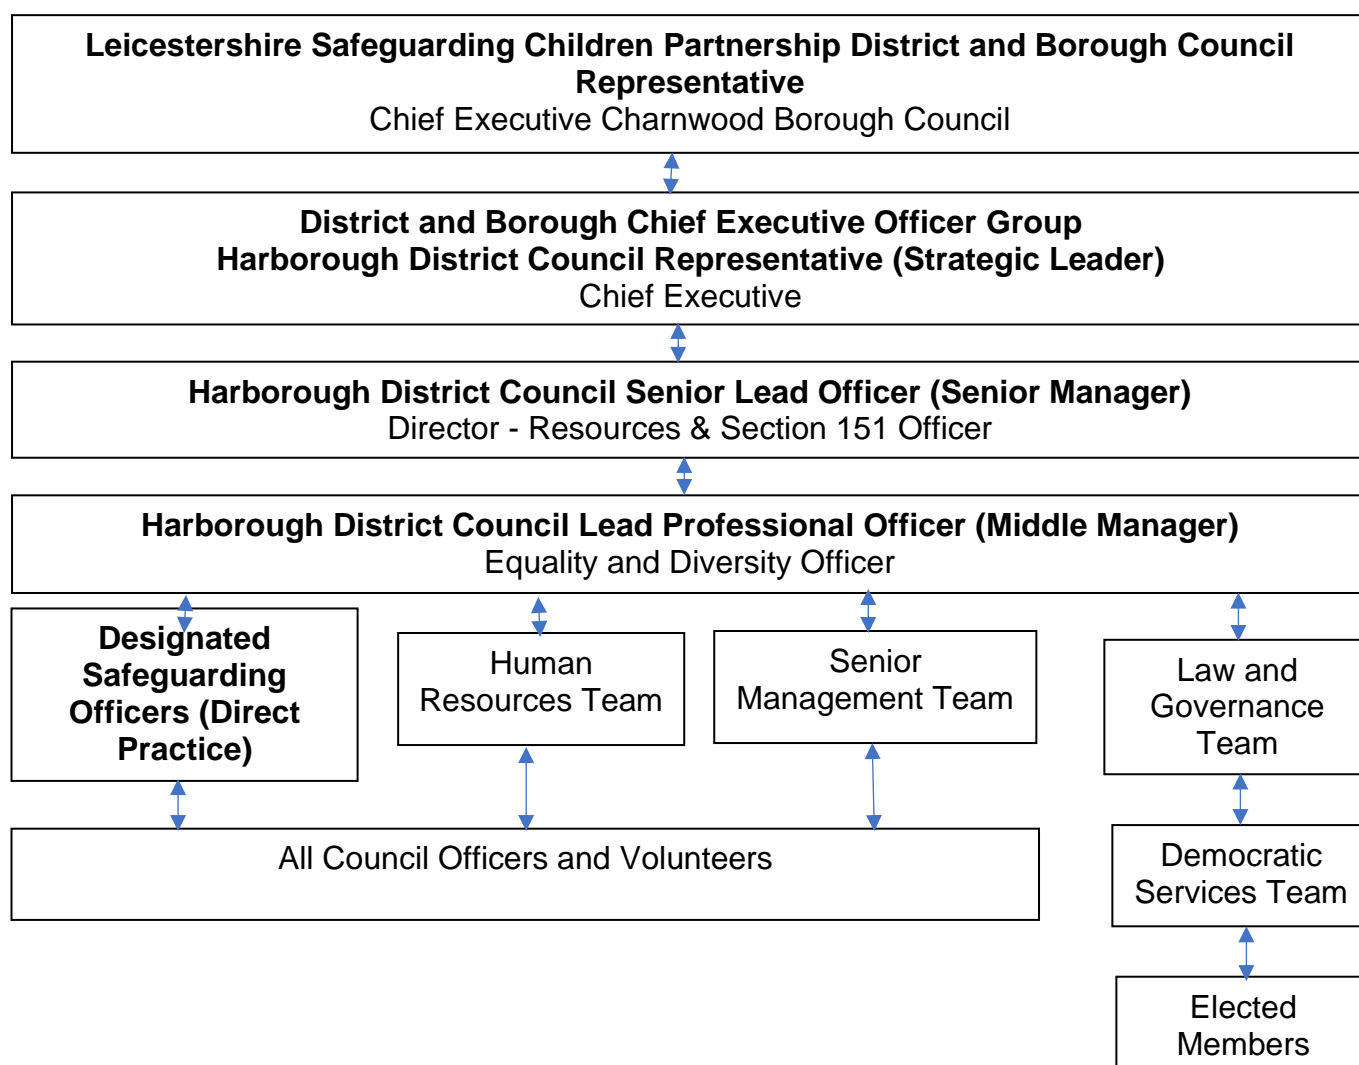 Leicestershire Safeguarding Children Partnership District and Borough Council
Representative
Chief Executive Charnwood Borough Council
District and Borough Chief Executive Officer Group
Harborough District Council Representative (Strategic Leader)
Chief Executive
Harborough District Council Senior Lead Officer (Senior Manager)
Director - Resources & Section 151 Officer
Harborough District Council Lead Professional Officer (Middle Manager)
Equality and Diversity Officer
Designated
Safeguarding
Officers (Direct
Practice)
Human
Resources Team
Senior
Management Team
Law and
Governance
Team
All Council Officers and Volunteers
Democratic
Services Team
Elected
Members